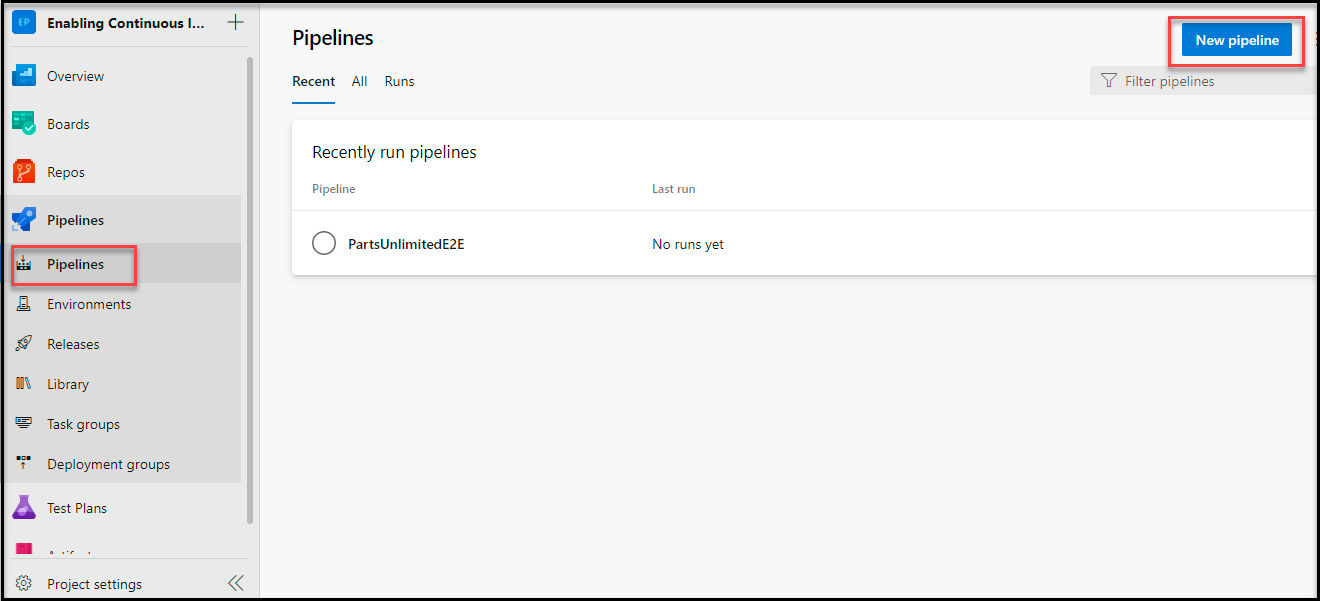 EP Enabling Continuous I... +
Overview
Boards
Repos
Pipelines
Pipelines
Environments
Releases
Library
Task groups
Deployment groups
Test Plans
Project settings
Pipelines
New pipeline
Recent All Runs
Filter pipelines
Recently run pipelines
Pipeline Last run
PartsUnlimitedE2E No runs yet